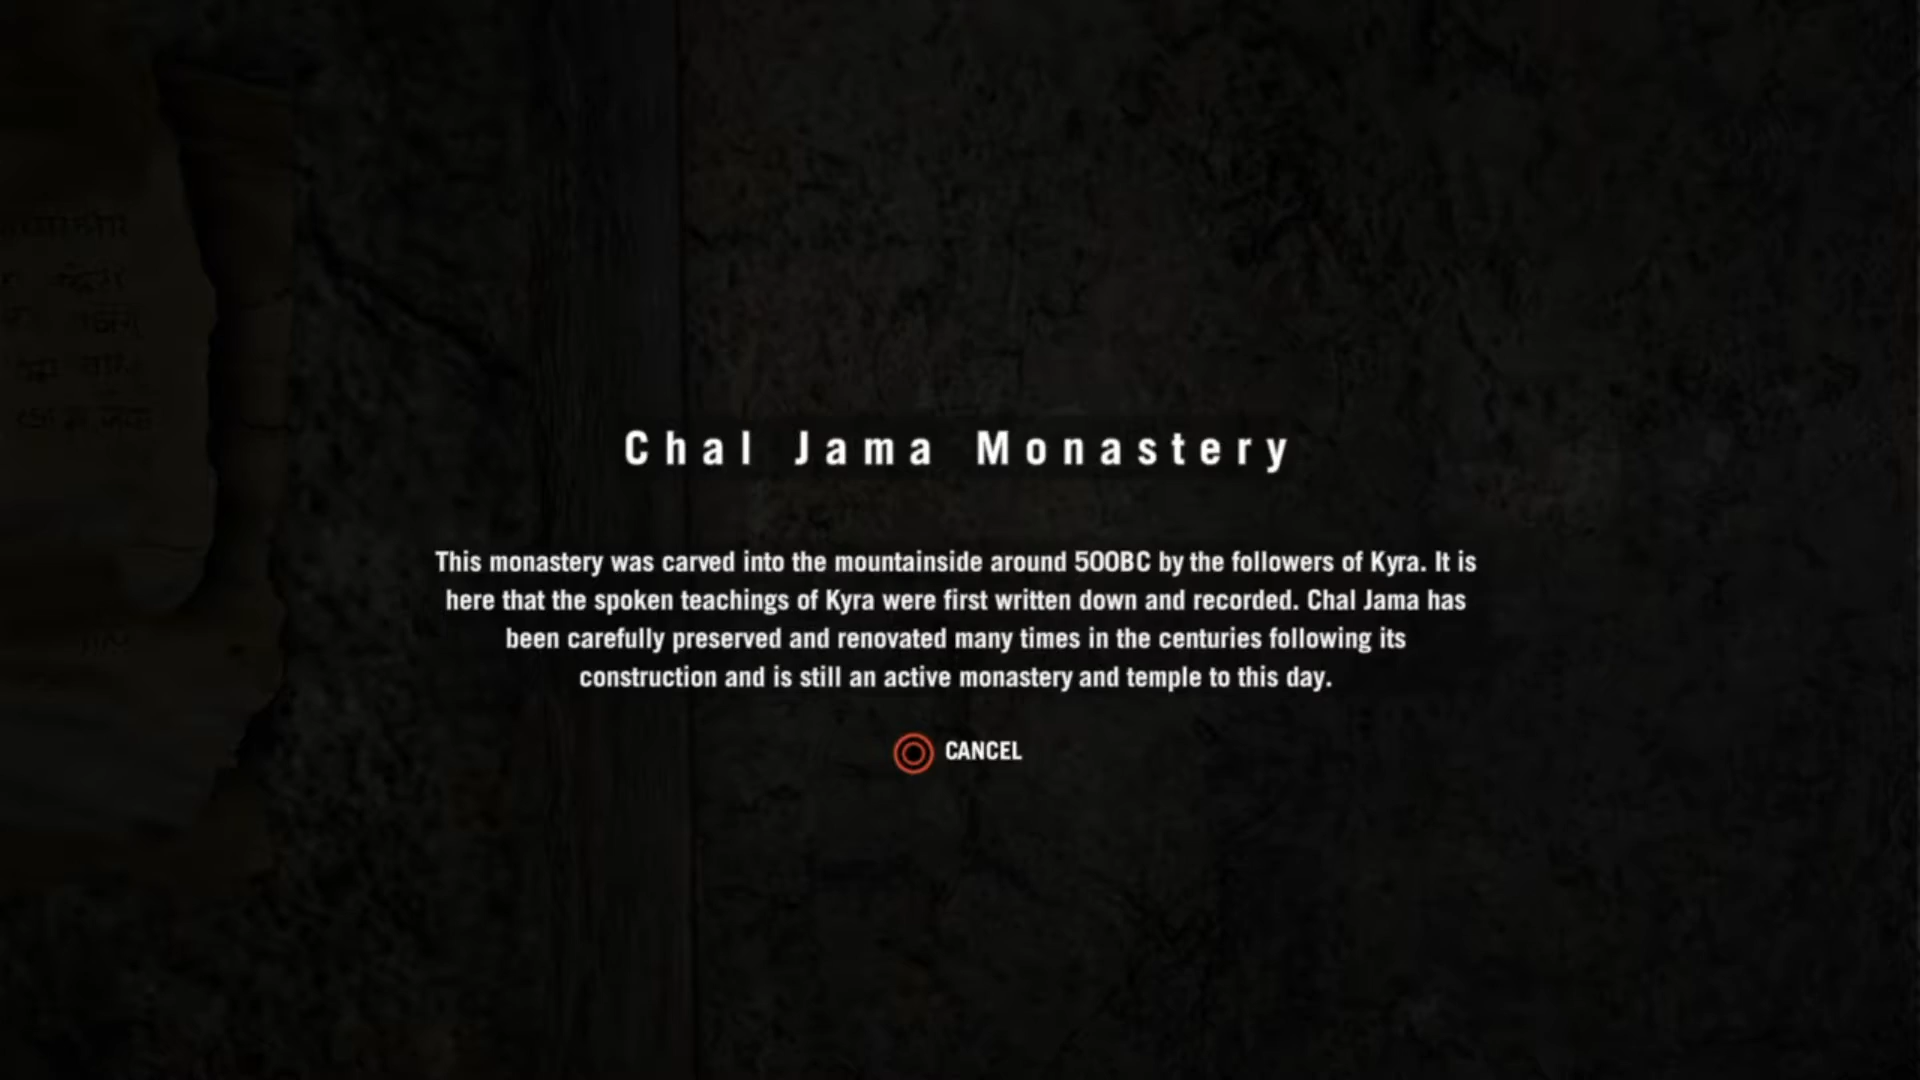 Chal Jama Monastery
This monastery was carved into the mountainside around 500BC by the followers of Kyra. It is
here that the spoken teachings of Kyra were first written down and recorded. Chal Jama has
been carefully preserved and renovated many times in the centuries following its
construction and is still an active monastery and temple to this day.
CANCEL